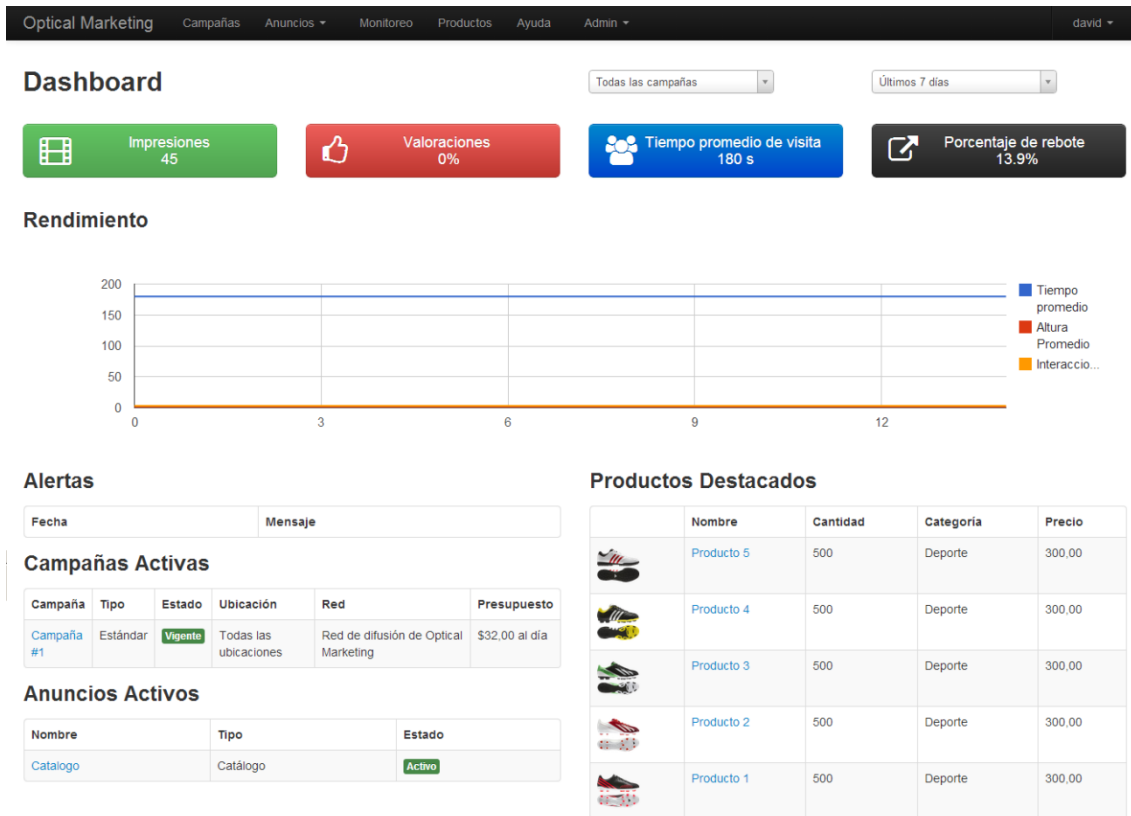 Optical Marketing Campañas Anuncios Monitoreo Productos Ayuda Admin david
Dashboard
Todas las campañas
Últimos 7 días
Impresiones
45
Valoraciones
0%
Tiempo promedio de visita
180 s
Porcentaje de rebote
13.9%
Rendimiento
200
150
100
50
0
0 3 6 9 12
Tiempo
promedio
Altura
Promedio
Interaccio...
Alertas
Fecha Mensaje
Campañas Activas
Campaña Tipo Estado Ubicación Red Presupuesto
Campaña Estándar Vigente Todas las Red de difusión de Optical $32,00 al día
#1 ubicaciones Marketing
Anuncios Activos
Nombre Tipo Estado
Catalogo Catálogo Activo
Productos Destacados
Nombre Cantidad Categoría Precio
Producto 5 500 Deporte 300,00
Producto 4 500 Deporte 300,00
Producto 3 500 Deporte 300,00
Producto 2 500 Deporte 300,00
Producto 1 500 Deporte 300,00